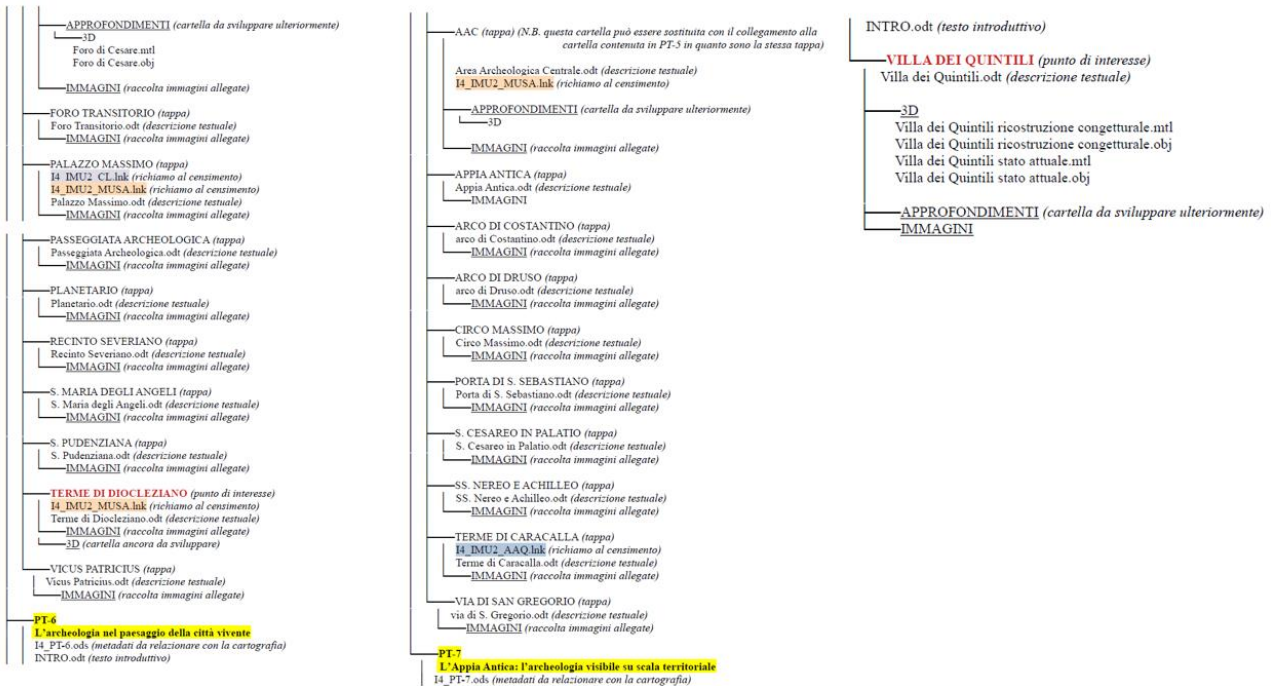 APPROFONDIMENTI (cartella da sviluppare ulteriormente)
3D
Foro di Cesare.mtl
Foro di Cesare.obj
IMMAGINI (raccolta immagini allegate)
FORO TRANSITORIO (tappa)
Foro Transitorio.odt (descrizione testuale)
IMMAGINI (raccolta immagini allegate)
PALAZZO MASSIMO (tappa)
I4_IMU2_CL.lnk (richiamo al censimento)
I4_IMU2_MUSA.lnk (richiamo al censimento)
Palazzo Massimo.odt (descrizione testuale)
IMMAGINI (raccolta immagini allegate)
PASSEGGIATA ARCHEOLOGICA (tappa)
Passeggiata Archeologica.odt (descrizione testuale)
IMMAGINI (raccolta immagini allegate)
PLANETARIO (tappa)
Planetario.odt (descrizione testuale)
IMMAGINI (raccolta immagini allegate)
RECINTO SEVERIANO (tappa)
Recinto Severiano.odt (descrizione testuale)
IMMAGINI (raccolta immagini allegate)
S. MARIA DEGLI ANGELI (tappa)
S. Maria degli Angeli.odt (descrizione testuale)
IMMAGINI (raccolta immagini allegate)
S. PUDENZIANA (tappa)
S. Pudenziana.odt (descrizione testuale)
IMMAGINI (raccolta immagini allegate)
TERME DI DIOCLEZIANO (punto di interesse)
I4_IMU2_MUSA.lnk (richiamo al censimento)
Terme di Diocleziano.odt (descrizione testuale)
IMMAGINI (raccolta immagini allegate)
3D (cartella ancora da sviluppare)
VICUS PATRICIUS (tappa)
Vicus Patricius.odt (descrizione testuale)
IMMAGINI (raccolta immagini allegate)
PT-6
L'archeologia nel paesaggio della città vivente
I4_PT-6.ods (metadati da relazionare con la cartografia)
INTRO.odt (testo introduttivo)
AAC (tappa) (N.B. questa cartella può essere sostituita con il collegamento alla
cartella contenuta in PT-5 in quanto sono la stessa tappa)
Area Archeologica Centrale.odt (descrizione testuale)
I4_IMU2_MUSA.lnk (richiamo al censimento)
APPROFONDIMENTI (cartella da sviluppare ulteriormente)
3D
IMMAGINI (raccolta immagini allegate)
APPIA ANTICA (tappa)
Appia Antica.odt (descrizione testuale)
IMMAGINI
ARCO DI COSTANTINO (tappa)
arco di Costantino.odt (descrizione testuale)
IMMAGINI (raccolta immagini allegate)
ARCO DI DRUSO (tappa)
arco di Druso.odt (descrizione testuale)
IMMAGINI (raccolta immagini allegate)
CIRCO MASSIMO (tappa)
Circo Massimo.odt (descrizione testuale)
IMMAGINI (raccolta immagini allegate)
PORTA DI S. SEBASTIANO (tappa)
Porta di S. Sebastiano.odt (descrizione testuale)
IMMAGINI (raccolta immagini allegate)
S. CESAREO IN PALATIO (tappa)
S. Cesareo in Palatio.odt (descrizione testuale)
IMMAGINI (raccolta immagini allegate)
SS. NEREO E ACHILLEO (tappa)
SS. Nereo e Achilleo.odt (descrizione testuale)
IMMAGINI (raccolta immagini allegate)
TERME DI CARACALLA (tappa)
I4_IMU2_AAQ.lnk (richiamo al censimento)
Terme di Caracalla.odt (descrizione testuale)
IMMAGINI (raccolta immagini allegate)
VIA DI SAN GREGORIO (tappa)
via di S. Gregorio.odt (descrizione testuale)
IMMAGINI (raccolta immagini allegate)
PT-7
L'Appia Antica: l'archeologia visibile su scala territoriale
I4_PT-7.ods (metadati da relazionare con la cartografia)
INTRO.odt (testo introduttivo)
VILLA DEI QUINTILI (punto di interesse)
Villa dei Quintili.odt (descrizione testuale)
3D
Villa dei Quintili ricostruzione congetturale.mtl
Villa dei Quintili ricostruzione congetturale.obj
Villa dei Quintili stato attuale.mtl
Villa dei Quintili stato attuale.obj
APPROFONDIMENTI (cartella da sviluppare ulteriormente)
IMMAGINI